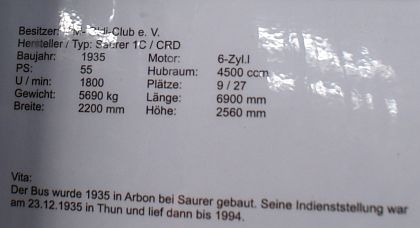 Besitzer: Club e. V.
Hersteller / Typ: Saurer 1C / CRD
Baujahr: 1935 Motor: 6-Zyl.I
PS: 55 Hubraum: 4500 ccm
U / min: 1800 Plätze: 9 / 27
Gewicht: 5690 kg Länge: 6900 mm
Breite: 2200 mm Höhe: 2560 mm
Vita:
Der Bus wurde 1935 in Arbon bei Saurer gebaut. Seine Indienststellung war
am 23.12.1935 in Thun und lief dann bis 1994.